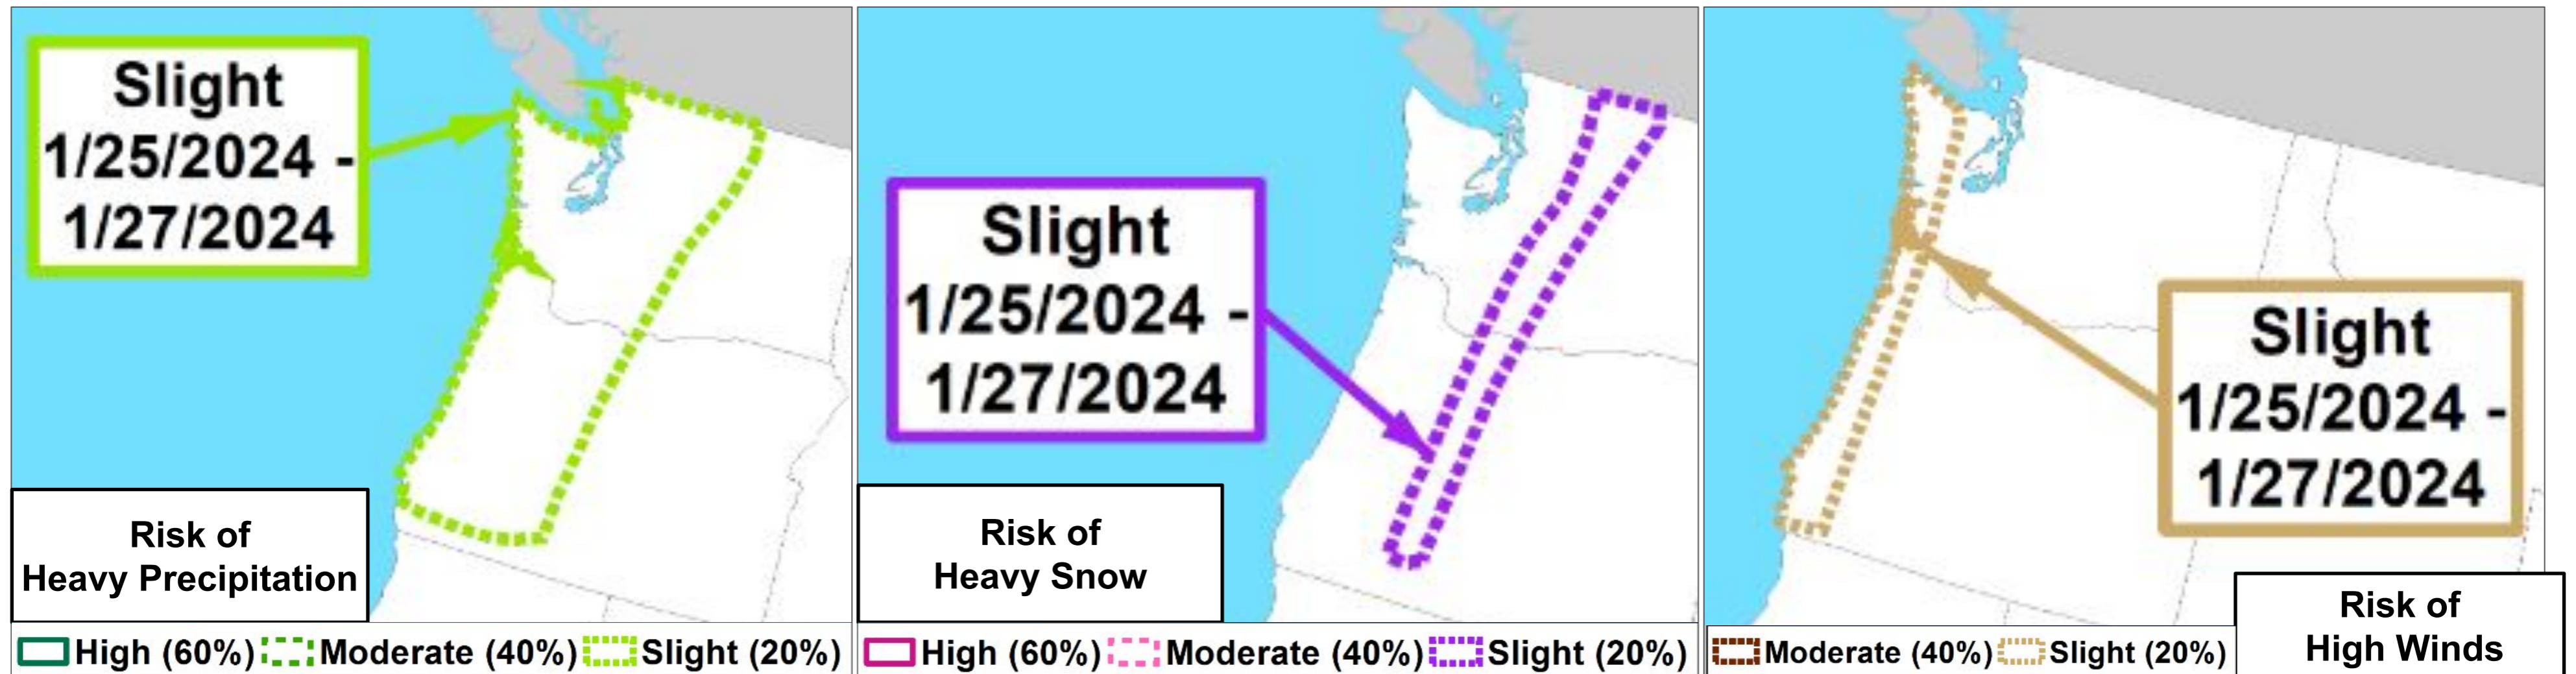 Slight
1/25/2024 -
1/27/2024
Risk of
Heavy Precipitation
High (60%) Moderate (40%) Slight (20%)
Slight
1/25/2024 -
1/27/2024
Risk of
Heavy Snow
High (60%) Moderate (40%) Slight (20%)
Slight
1/25/2024 -
1/27/2024
Risk of
High Winds
Moderate (40%) Slight (20%)